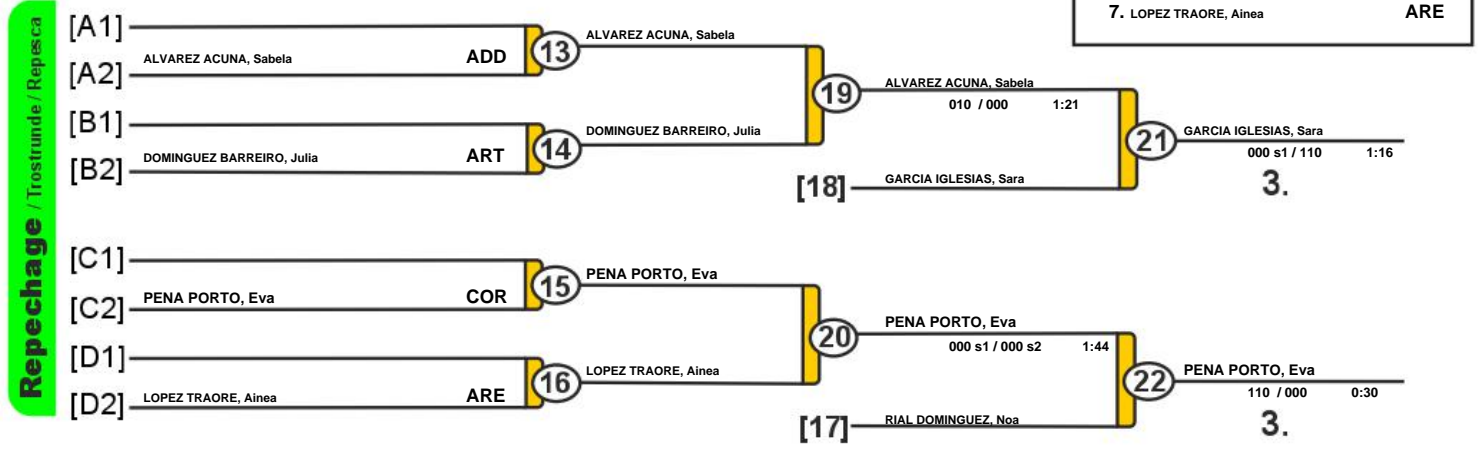 7. LOPEZ TRAORE, Ainea ARE
Repechage / Trostrunde / Repesca
[A1]
ALVAREZ ACUNA, Sabela ADD
[A2]
13
ALVAREZ ACUNA, Sabela
[B1]
DOMINGUEZ BARREIRO, Julia ART
[B2]
14
DOMINGUEZ BARREIRO, Julia
19
ALVAREZ ACUNA, Sabela
010 / 000 1:21
[18]
GARCIA IGLESIAS, Sara
21
GARCIA IGLESIAS, Sara
000 s1 / 110 1:16
3.
[C1]
PENA PORTO, Eva COR
[C2]
15
PENA PORTO, Eva
[D1]
LOPEZ TRAORE, Ainea ARE
[D2]
16
LOPEZ TRAORE, Ainea
20
PENA PORTO, Eva
000 s1 / 000 s2 1:44
[17]
RIAL DOMINGUEZ, Noa
22
PENA PORTO, Eva
110 / 000 0:30
3.